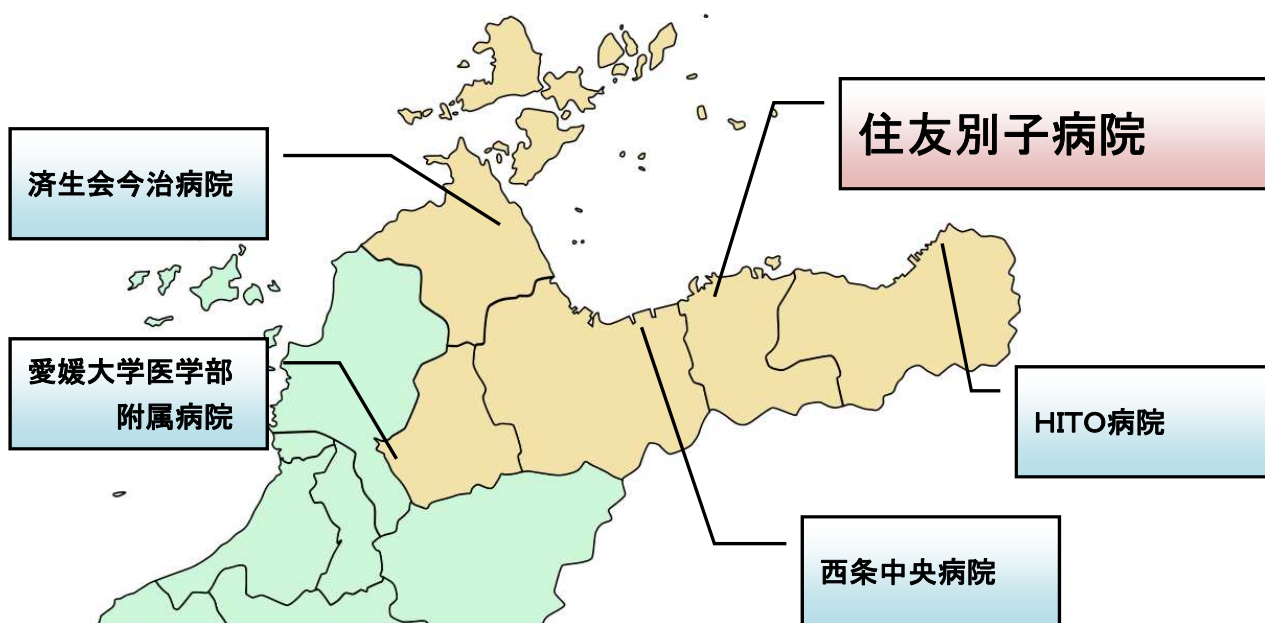 住友別子病院
済生会今治病院
愛媛大学医学部
附属病院
HITO病院
西条中央病院